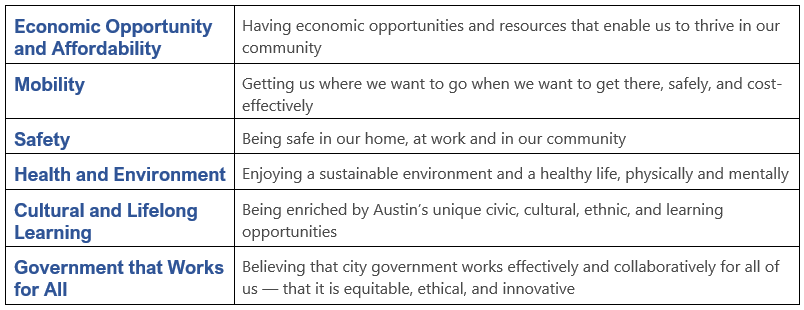 Economic Opportunity
and Affordability
Having economic opportunities and resources that enable us to thrive in our
community
Mobility
Getting us where we want to go when we want to get there, safely, and cost-
effectively
Safety
Being safe in our home, at work and in our community
Health and Environment
Enjoying a sustainable environment and a healthy life, physically and mentally
Cultural and Lifelong
Learning
Being enriched by Austin’s unique civic, cultural, ethnic, and learning
opportunities
Government that Works
for All
Believing that city government works effectively and collaboratively for all of
us — that it is equitable, ethical, and innovative